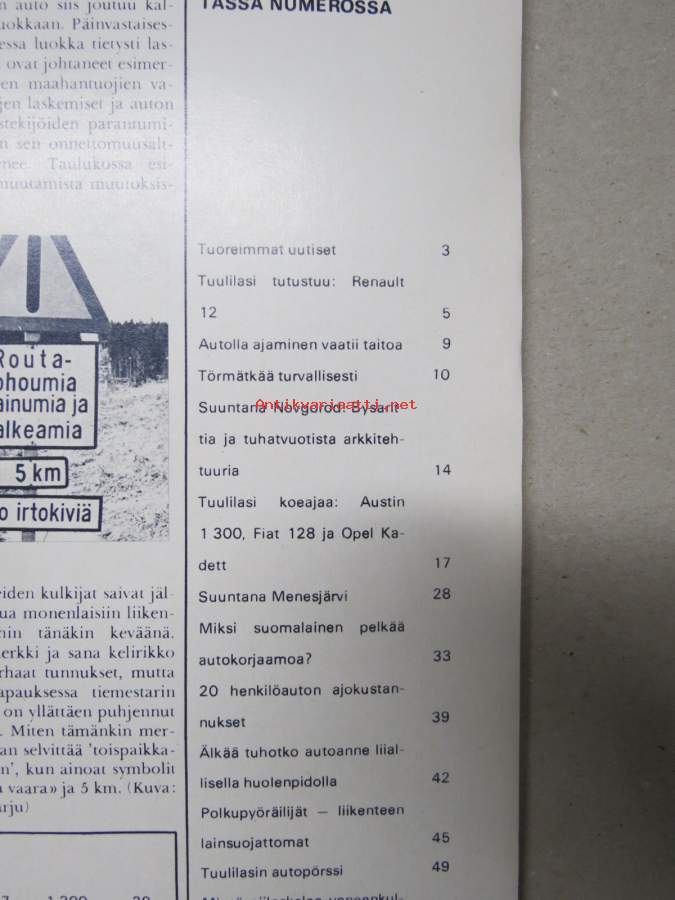 n auto siis joutuu kal-
uokkaan. Päinvastaises-
essa luokka tietysti las-
ovat johtaneet esimer-
en maahantuojien va-
jen laskemiset ja auton
stekijöiden parantumi-
n sen onnettomuusalt-
nee. Taulukossa esi-
muutamista muutoksis-
Routa-
ohoumia
ainumia ja
alkeamia
5 km
o irtokiviä
eiden kulkijat saivat jäl-
ua monenlaisiin liiken-
hin tänäkin keväänä.
erkki ja sana kelirikko
rhaat tunnukset, mutta
apauksessa tiemestarin
on yllättäen puhjennut
. Miten tämänkin mer-
an selvittää 'toispaikka-
n', kun ainoat symbolit
vaara» ja 5 km. (Kuva:
arju)
1 300
TÄSSÄ NUMEROSSA
Tuoreimmat uutiset 3
Tuulilasi tutustuu: Renault
12 5
Autolla ajaminen vaatii taitoa 9
Törmätkää turvallisesti 10
Suuntana Novgorod: Bysant-
tia ja tuhatvuotista arkkiteh-
tuuria 14
Tuulilasi koeajaa: Austin
1 300, Fiat 128 ja Opel Ka-
dett 17
Suuntana Menesjärvi 28
Miksi suomalainen pelkää
autokorjaamoa? 33
20 henkilöauton ajokustan-
nukset 39
Älkää tuhotko autoanne liial-
lisella huolenpidolla 42
Polkupyöräilijät — liikenteen
lainsuojattomat 45
Tuulilasin autopörssi 49
Antikvariaatti.net